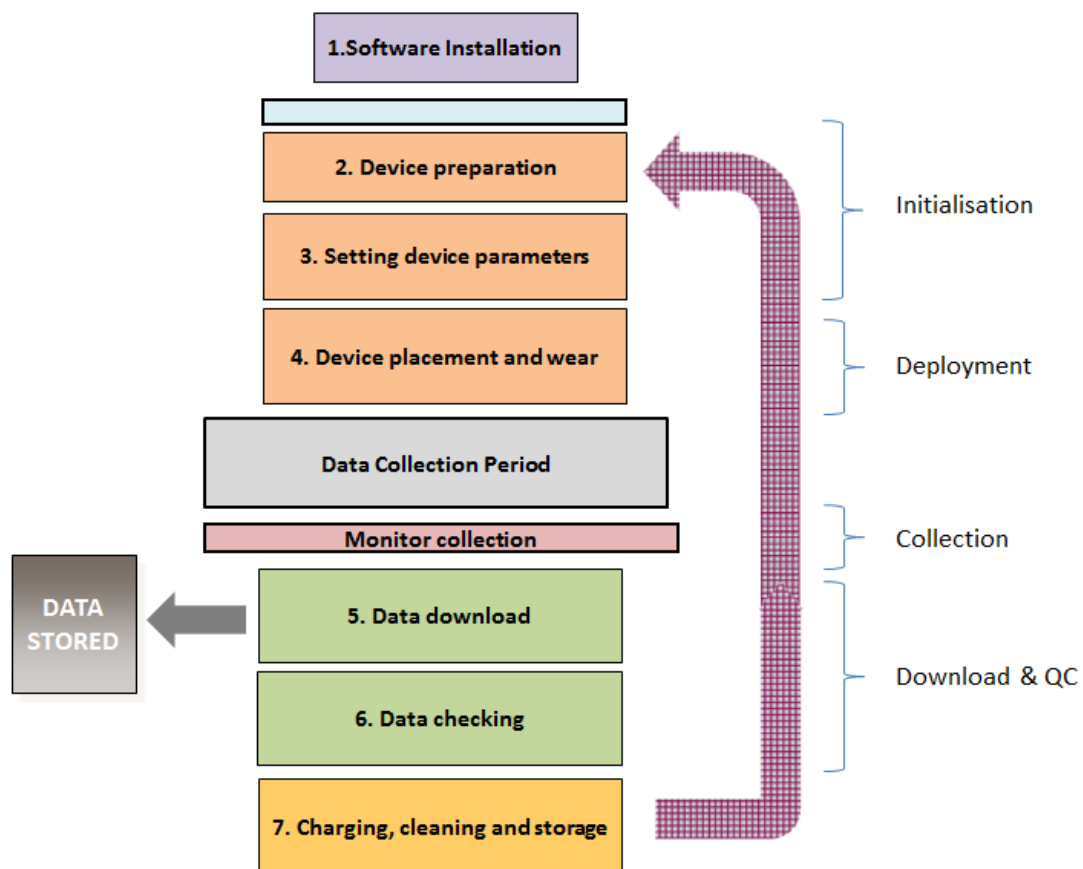 1.Software Installation
2. Device preparation
3. Setting device parameters
4. Device placement and wear
Data Collection Period
Monitor collection
DATA
STORED
5. Data download
6. Data checking
7. Charging, cleaning and storage
Initialisation
Deployment
Collection
Download & QC